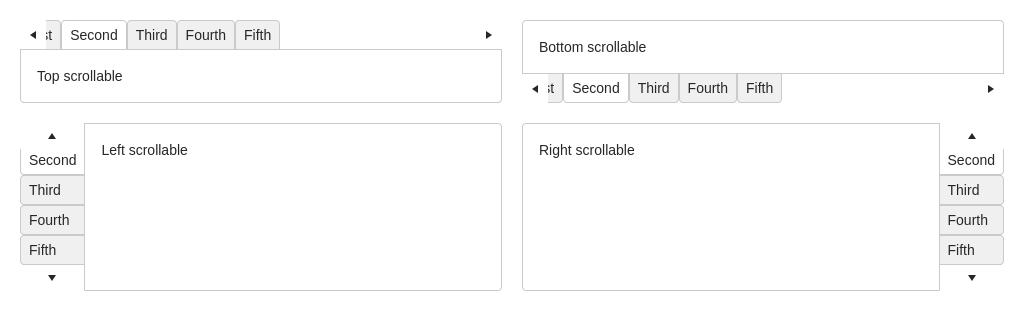 st Second Third Fourth Fifth
Top scrollable
Bottom scrollable
st Second Third Fourth Fifth
Second
Third
Fourth
Fifth
Left scrollable
Right scrollable
Second
Third
Fourth
Fifth